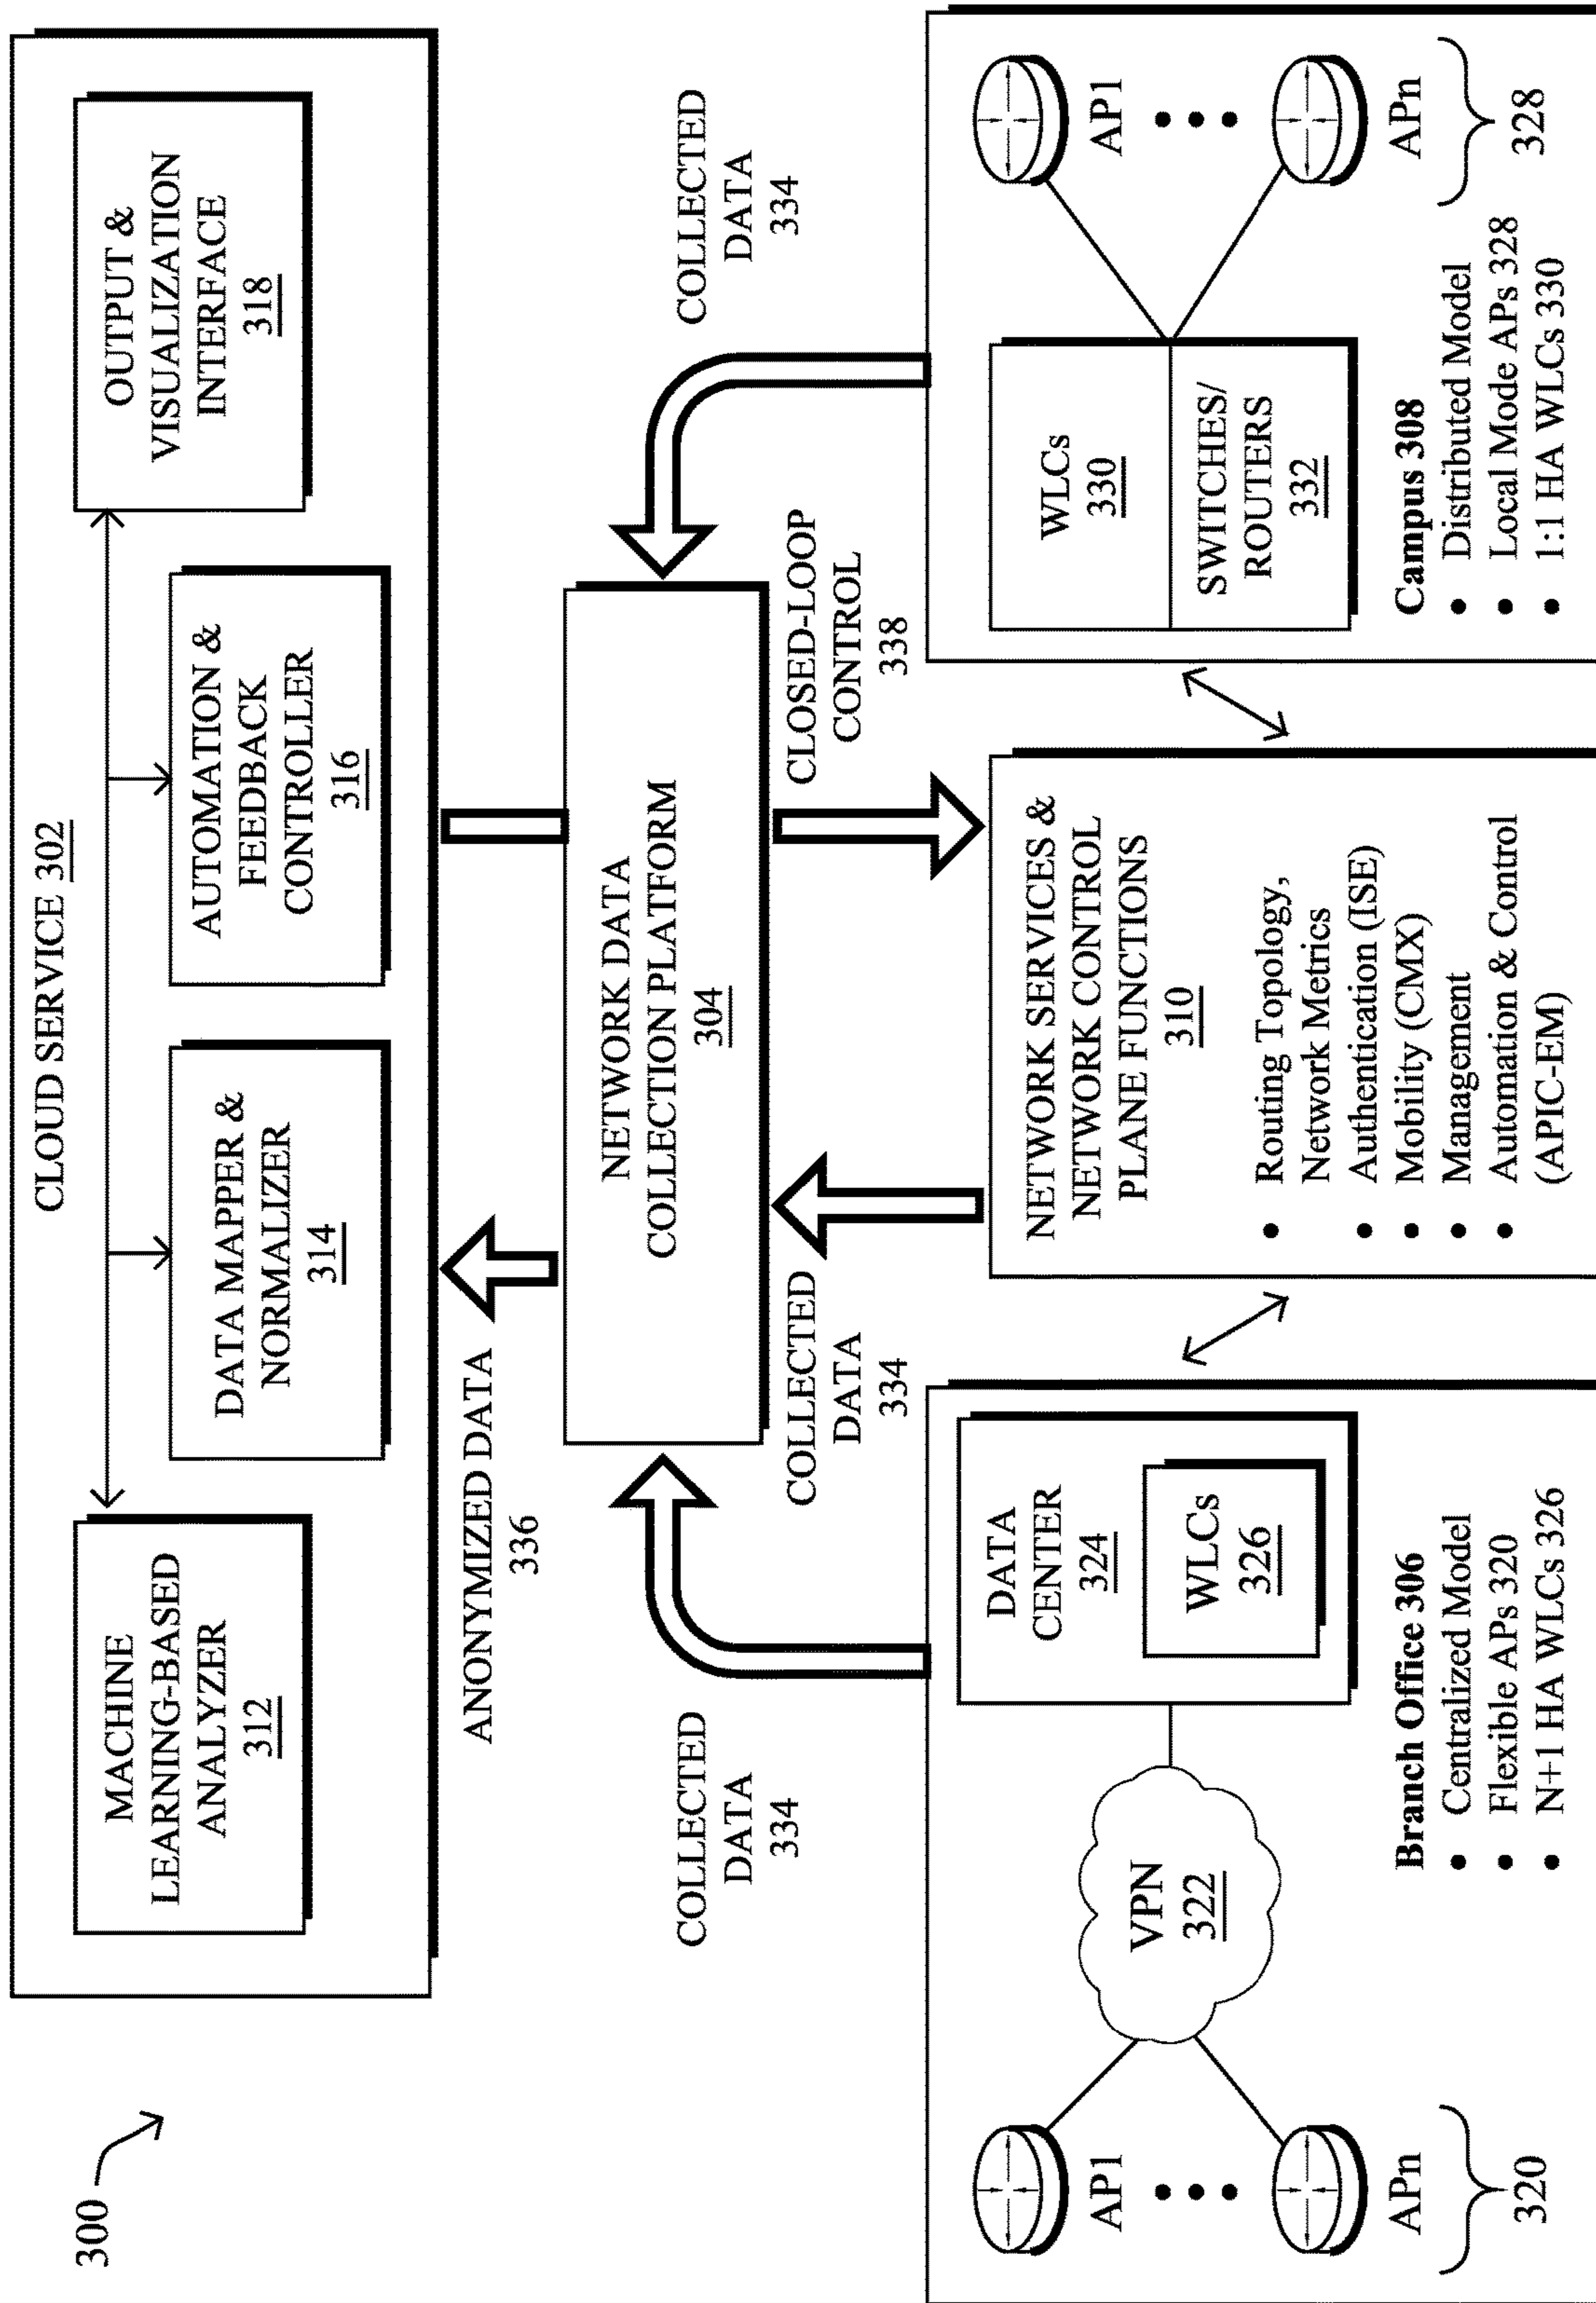 300
CLOUD SERVICE 302
MACHINE
LEARNING-BASED
ANALYZER
312
DATA MAPPER &
NORMALIZER
314
AUTOMATION &
FEEDBACK
CONTROLLER
316
OUTPUT &
VISUALIZATION
INTERFACE
318
ANONYMIZED DATA
336
COLLECTED
DATA
334
NETWORK DATA
COLLECTION PLATFORM
304
COLLECTED
DATA
334
COLLECTED
DATA
334
CLOSED-LOOP
CONTROL
338
AP1
APn
320
VPN
322
DATA
CENTER
324
WLCs
326
Branch Office 306
• Centralized Model
• Flexible APs 320
• N+1 HA WLCs 326
NETWORK SERVICES &
NETWORK CONTROL
PLANE FUNCTIONS
310
• Routing Topology,
Network Metrics
• Authentication (ISE)
• Mobility (CMX)
• Management
• Automation & Control
(APIC-EM)
WLCs
330
SWITCHES/
ROUTERS
332
AP1
APn
328
Campus 308
• Distributed Model
• Local Mode APs 328
• 1:1 HA WLCs 330